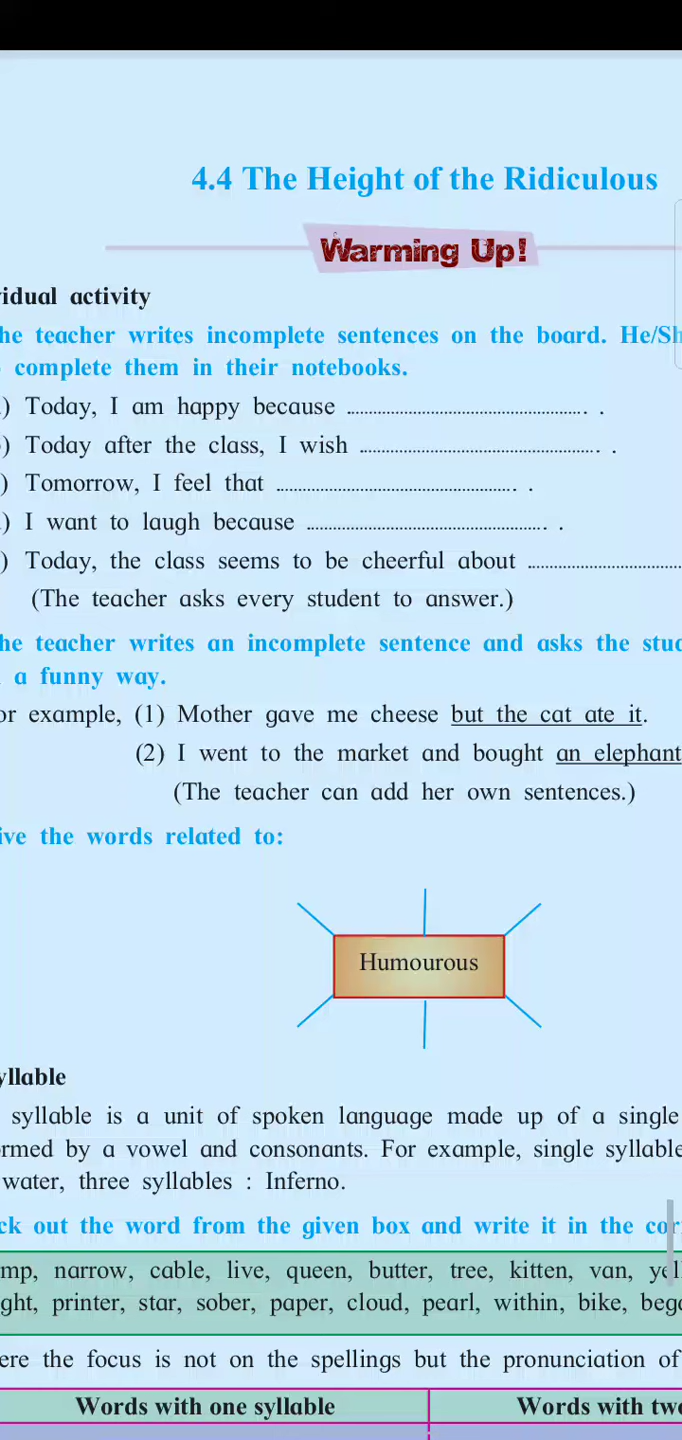 4.4 The Height of the Ridiculous
Warming Up!
vidual activity
he teacher writes incomplete sentences on the board. He/Sh
complete them in their notebooks.
) Today, I am happy because .............................................. .
) Today after the class, I wish .............................................. .
) Tomorrow, I feel that .............................................. .
) I want to laugh because .............................................. .
) Today, the class seems to be cheerful about ..............................
(The teacher asks every student to answer.)
he teacher writes an incomplete sentence and asks the stud
a funny way.
or example, (1) Mother gave me cheese but the cat ate it.
(2) I went to the market and bought an elephant
(The teacher can add her own sentences.)
ive the words related to:
Humourous
yllable
syllable is a unit of spoken language made up of a single
ormed by a vowel and consonants. For example, single syllable
water, three syllables : Inferno.
ck out the word from the given box and write it in the cor
mp, narrow, cable, live, queen, butter, tree, kitten, van, yel
ght, printer, star, sober, paper, cloud, pearl, within, bike, bega
ere the focus is not on the spellings but the pronunciation of
Words with one syllable Words with two